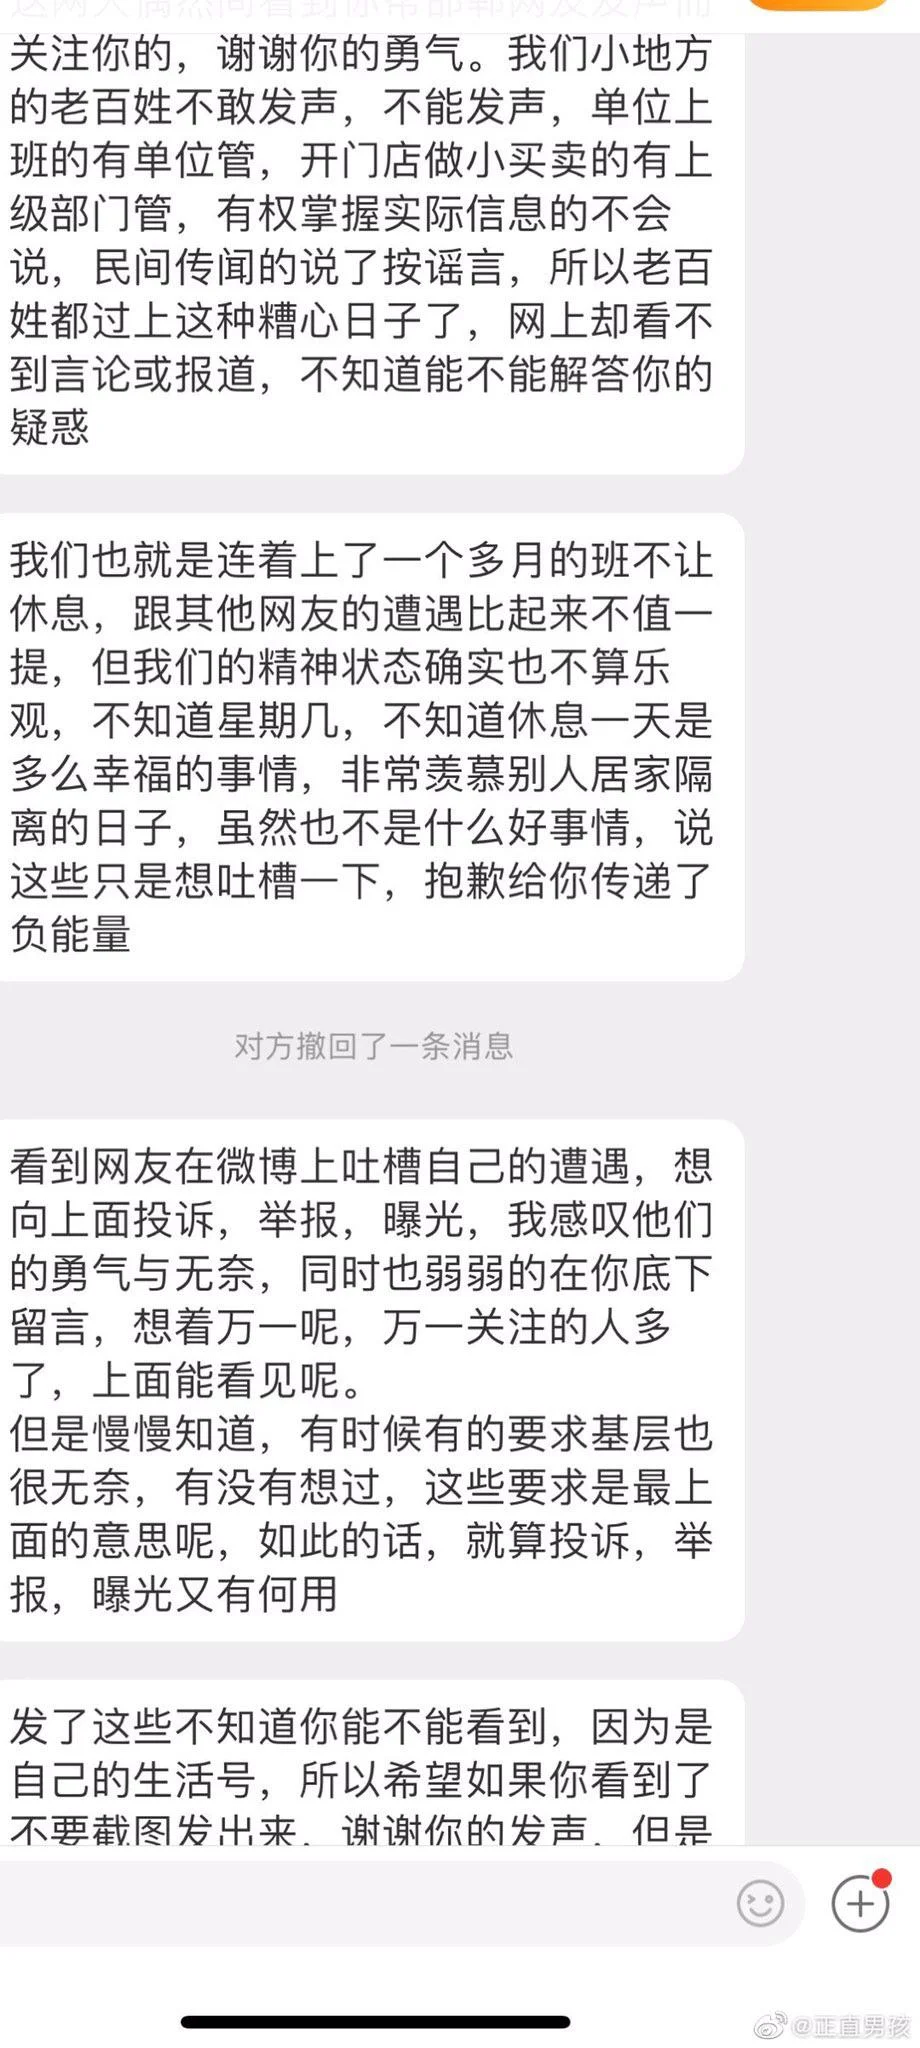 这两天偶然间看到你帮邯郸网友发声而
关注你的，谢谢你的勇气。我们小地方
的老百姓不敢发声，不能发声，单位上
班的有单位管，开门店做小买卖的有上
级部门管，有权掌握实际信息的不会
说，民间传闻的说了按谣言，所以老百
姓都过上这种糟心日子了，网上却看不
到言论或报道，不知道能不能解答你的
疑惑
我们也就是连着上了一个多月的班不让
休息，跟其他网友的遭遇比起来不值一
提，但我们的精神状态确实也不算乐
观，不知道星期几，不知道休息一天是
多么幸福的事情，非常羡慕别人居家隔
离的日子，虽然也不是什么好事情，说
这些只是想吐槽一下，抱歉给你传递了
负能量
对方撤回了一条消息
看到网友在微博上吐槽自己的遭遇，想
向上面投诉，举报，曝光，我感叹他们
的勇气与无奈，同时也弱弱的在你底下
留言，想着万一呢，万一关注的人多
了，上面能看见呢。
但是慢慢知道，有时候有的要求基层也
很无奈，有没有想过，这些要求是最上
面的意思呢，如此的话，就算投诉，举
报，曝光又有何用
发了这些不知道你能不能看到，因为是
自己的生活号，所以希望如果你看到了
不要截图发出来，谢谢你的发声，但是
@正直男孩